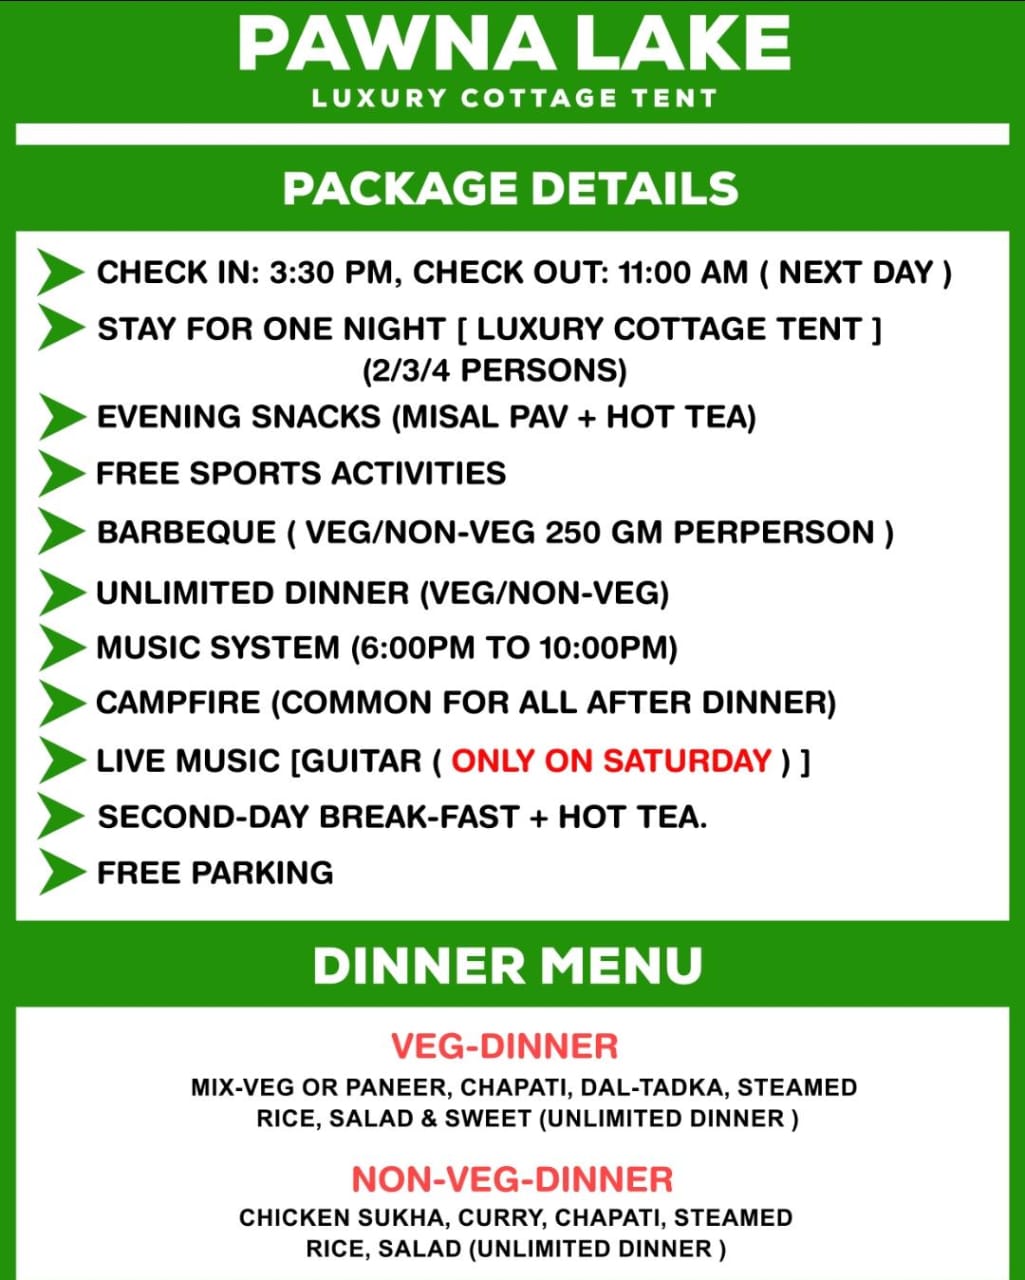 PAWNA LAKE
LUXURY COTTAGE TENT
PACKAGE DETAILS
CHECK IN: 3:30 PM, CHECK OUT: 11:00 AM ( NEXT DAY )
STAY FOR ONE NIGHT [ LUXURY COTTAGE TENT ]
(2/3/4 PERSONS)
EVENING SNACKS (MISAL PAV + HOT TEA)
FREE SPORTS ACTIVITIES
BARBEQUE ( VEG/NON-VEG 250 GM PERPERSON )
UNLIMITED DINNER (VEG/NON-VEG)
MUSIC SYSTEM (6:00PM TO 10:00PM)
CAMPFIRE (COMMON FOR ALL AFTER DINNER)
LIVE MUSIC [GUITAR ( ONLY ON SATURDAY ) ]
SECOND-DAY BREAK-FAST + HOT TEA.
FREE PARKING
DINNER MENU
VEG-DINNER
MIX-VEG OR PANEER, CHAPATI, DAL-TADKA, STEAMED
RICE, SALAD & SWEET (UNLIMITED DINNER )
NON-VEG-DINNER
CHICKEN SUKHA, CURRY, CHAPATI, STEAMED
RICE, SALAD (UNLIMITED DINNER )